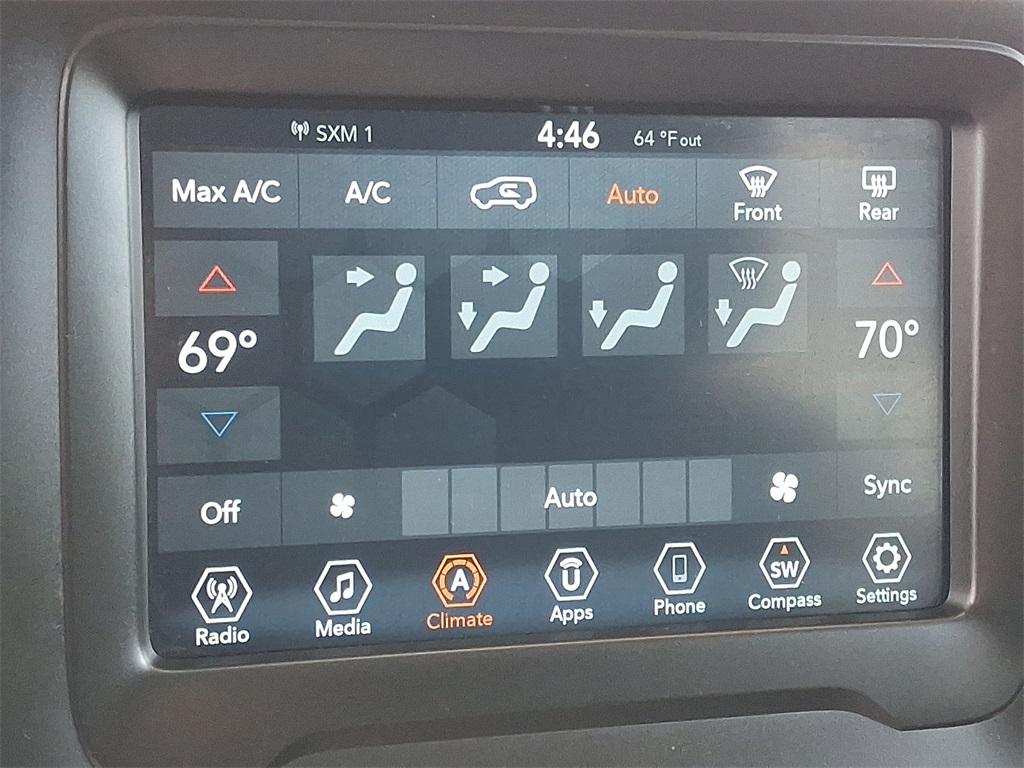 SXM 1 4:46 64 °F out
Max A/C A/C Auto Front Rear
69° 70°
Off Auto Sync
Radio Media A Climate U Apps Phone SW Compass Settings